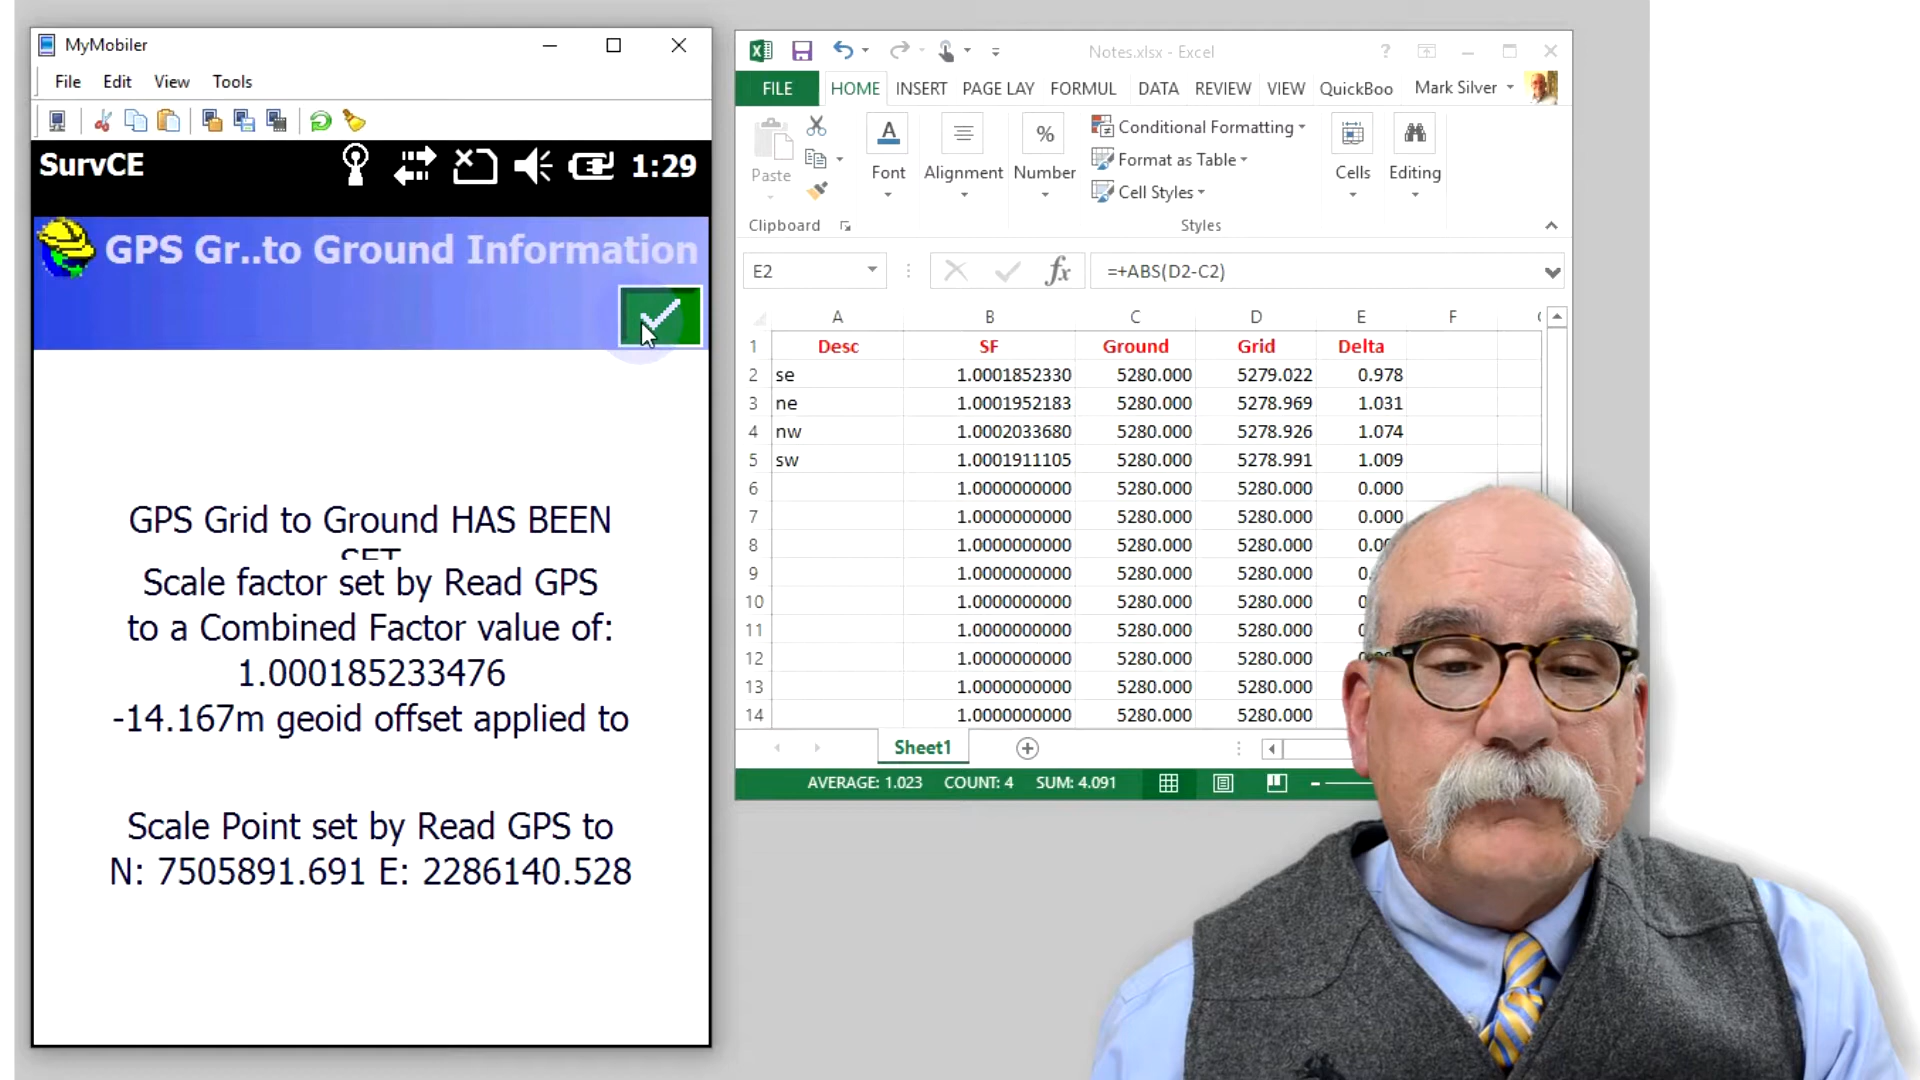 MyMobiler
File Edit View Tools
SurvCE 1:29
GPS Gr..to Ground Information
GPS Grid to Ground HAS BEEN
SET
Scale factor set by Read GPS
to a Combined Factor value of:
1.000185233476
-14.167m geoid offset applied to
Scale Point set by Read GPS to
N: 7505891.691 E: 2286140.528
Notes.xlsx - Excel
FILE HOME INSERT PAGE LAY FORMUL DATA REVIEW VIEW QuickBoo Mark Silver
Paste Font Alignment Number Conditional Formatting Format as Table Cell Styles Cells Editing
Clipboard Styles
E2 fx =+ABS(D2-C2)
A B C D E F
1 Desc SF Ground Grid Delta
2 se 1.0001852330 5280.000 5279.022 0.978
3 ne 1.0001952183 5280.000 5278.969 1.031
4 nw 1.0002033680 5280.000 5278.926 1.074
5 sw 1.0001911105 5280.000 5278.991 1.009
6 1.0000000000 5280.000 5280.000 0.000
7 1.0000000000 5280.000 5280.000 0.000
8 1.0000000000 5280.000 5280.000
9 1.0000000000 5280.000 5280.000
10 1.0000000000 5280.000 5280.000
11 1.0000000000 5280.000 5280.000
12 1.0000000000 5280.000 5280.000
13 1.0000000000 5280.000 5280.000
14 1.0000000000 5280.000 5280.000
Sheet1
AVERAGE: 1.023 COUNT: 4 SUM: 4.091